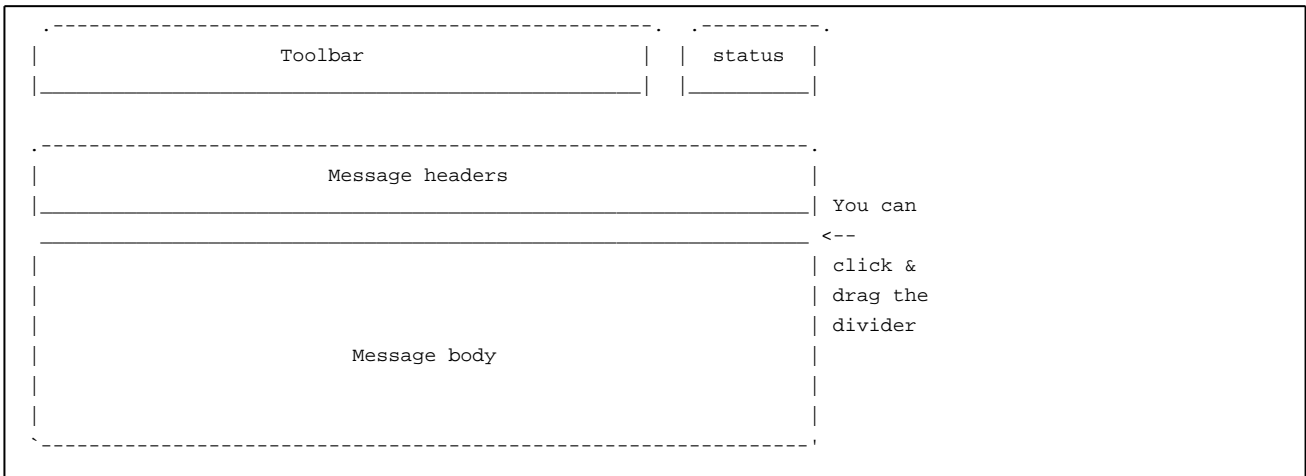 Toolbar status
Message headers
You can
<--
click &
drag the
divider
Message body